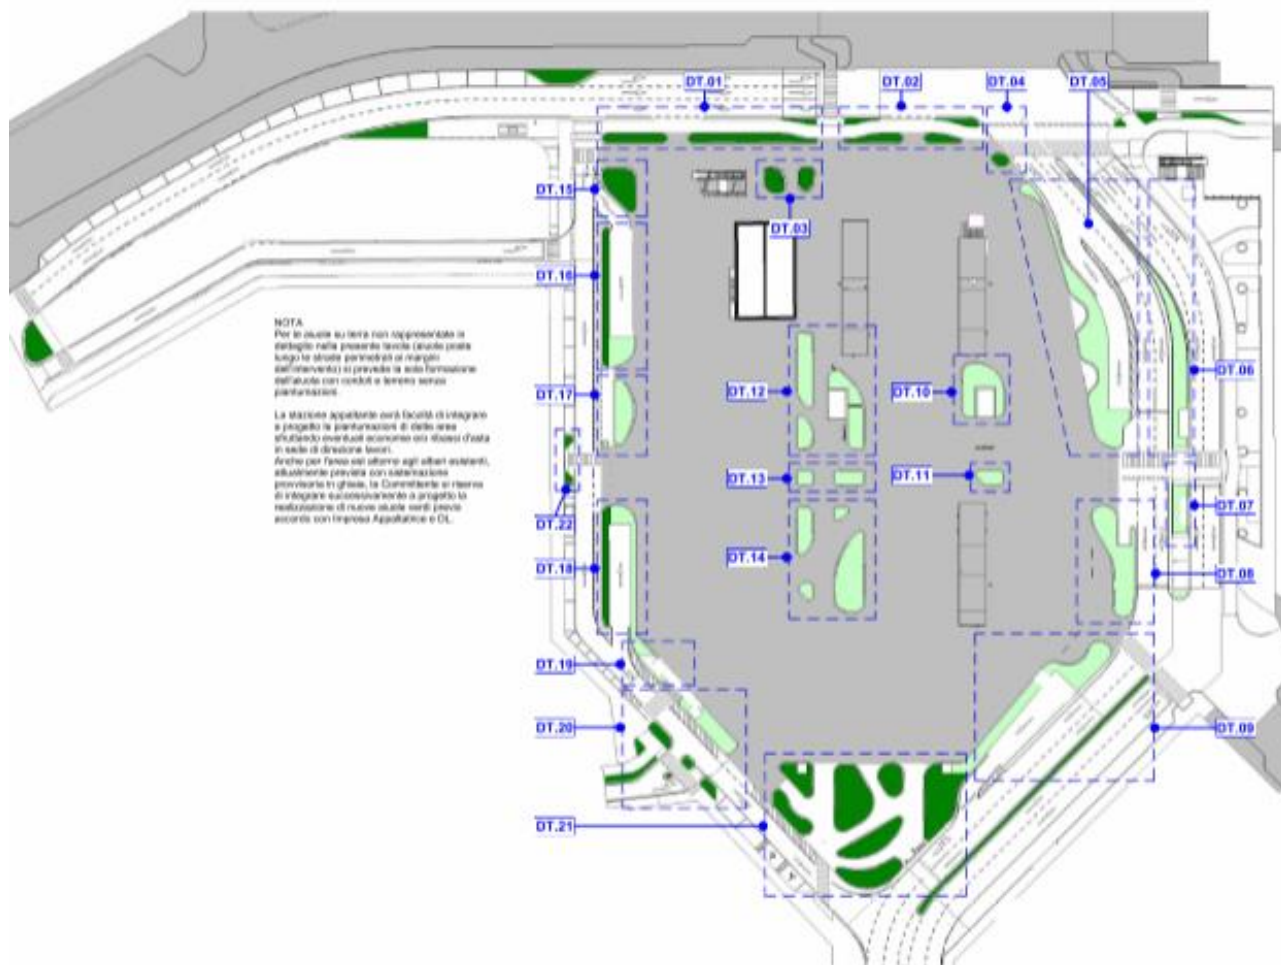 DT.01
DT.02
DT.04
DT.05
DT.15
DT.03
DT.16
NOTA
Per le aiuole su terra non rappresentate in
dettaglio nella presente tavola (aiuole poste
lungo le strade perimetrali ai margini
dell'intervento) si prevede la sola formazione
dell'aiuola con cordoli e terreno senza
piantumazioni.
La stazione appaltante avrà facoltà di integrare
a progetto le piantumazioni di dette aree
sfruttando eventuali economie e/o ribassi d'asta
in sede di direzione lavori.
Anche per l'area est attorno agli alberi esistenti,
attualmente prevista con sistemazione
provvisoria in ghiaia, la Committente si riserva
di integrare successivamente a progetto la
realizzazione di nuove aiuole verdi previo
accordo con Impresa Appaltatrice e DL.
DT.06
DT.17
DT.12
DT.10
DT.13
DT.11
DT.07
DT.22
DT.14
DT.18
DT.08
DT.19
DT.20
DT.09
DT.21